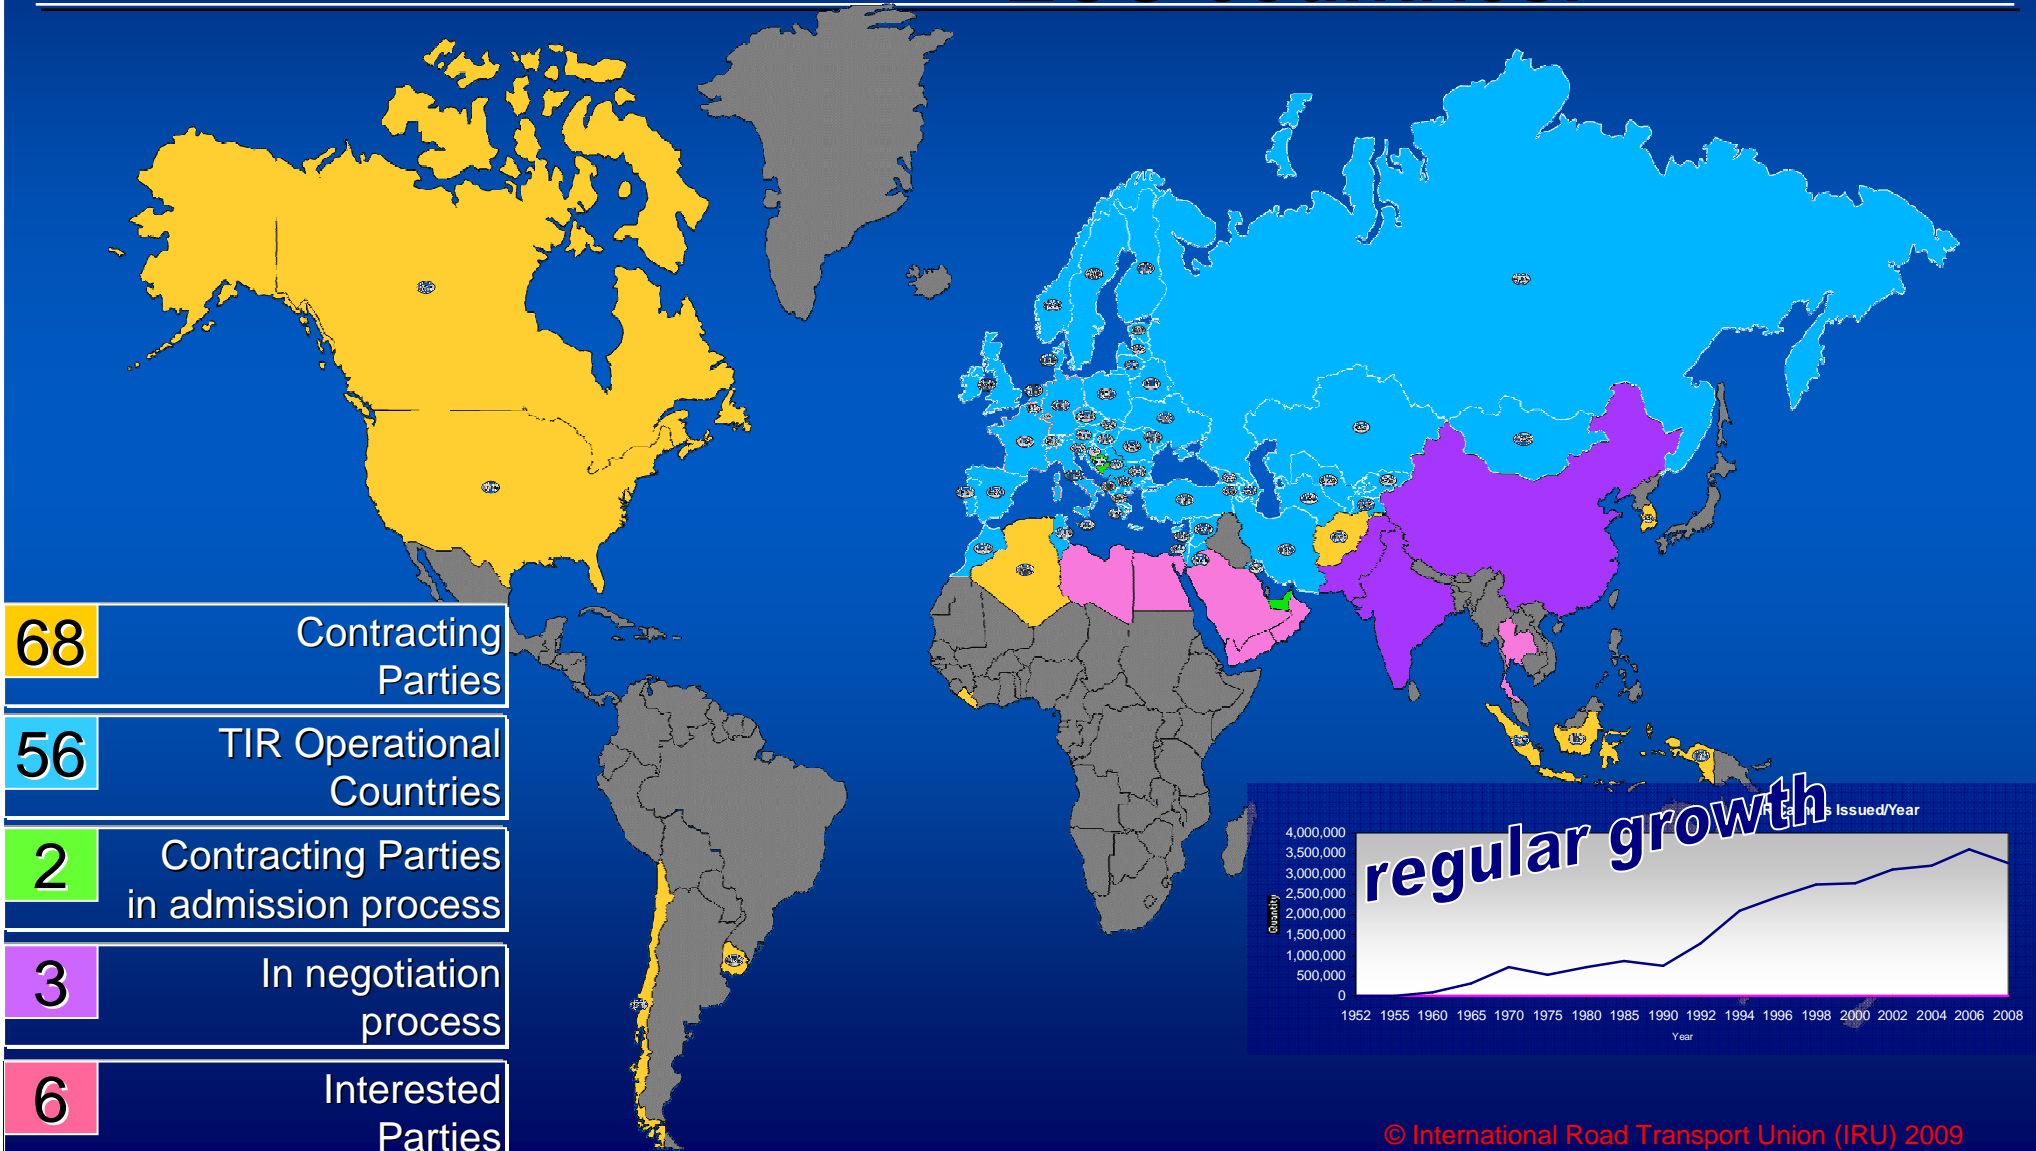 68
Contracting
Parties
56
TIR Operational
Countries
2
Contracting Parties
in admission process
3
In negotiation
process
6
Interested
Parties
regular growth
Issued/Year
4,000,000
3,500,000
3,000,000
2,500,000
2,000,000
1,500,000
1,000,000
500,000
0
Quantity
1952 1955 1960 1965 1970 1975 1980 1985 1990 1992 1994 1996 1998 2000 2002 2004 2006 2008
Year
© International Road Transport Union (IRU) 2009